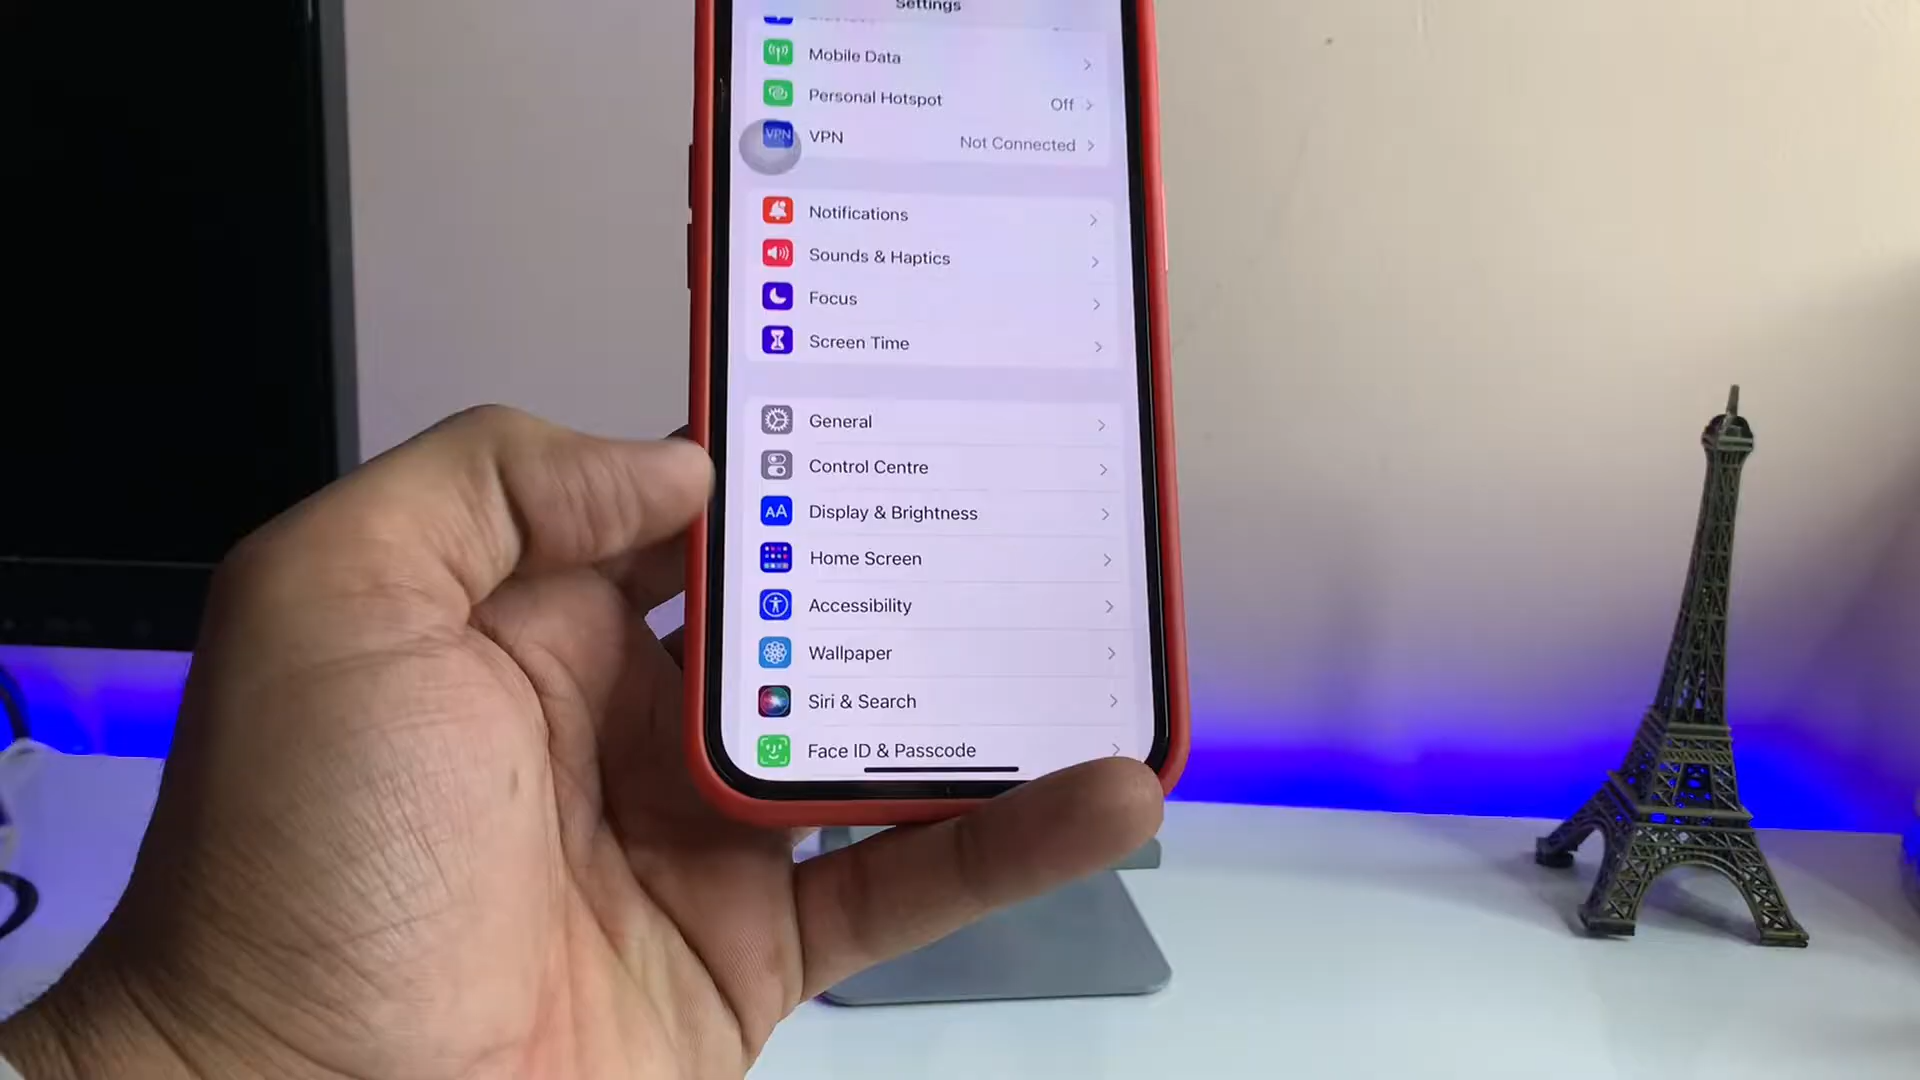 Settings
Mobile Data
Personal Hotspot Off
VPN VPN Not Connected
Notifications
Sounds & Haptics
Focus
Screen Time
General
Control Centre
AA Display & Brightness
Home Screen
Accessibility
Wallpaper
Siri & Search
Face ID & Passcode